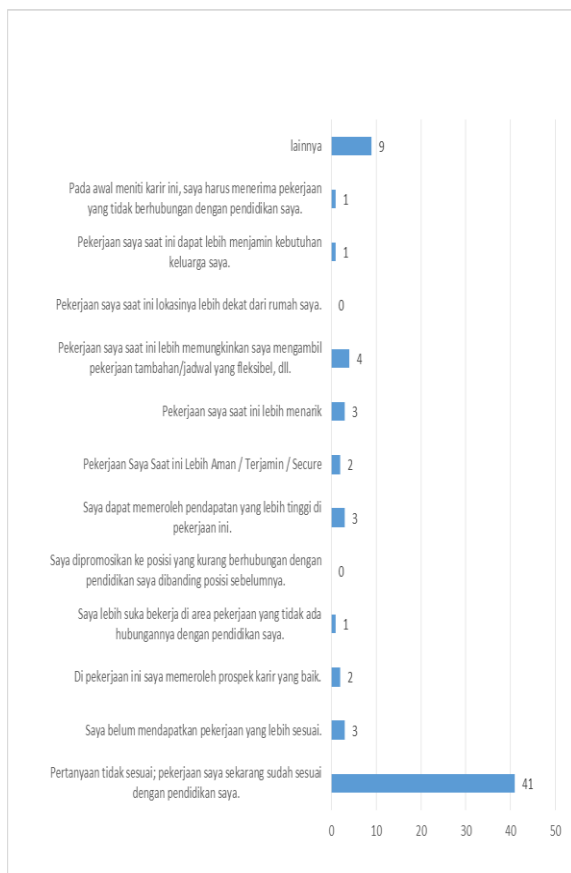 lainnya
9
Pada awal meniti karir ini, saya harus menerima pekerjaan
yang tidak berhubungan dengan pendidikan saya.
1
Pekerjaan saya saat ini dapat lebih menjamin kebutuhan
keluarga saya.
1
Pekerjaan saya saat ini lokasinya lebih dekat dari rumah saya.
0
Pekerjaan saya saat ini lebih memungkinkan saya mengambil
pekerjaan tambahan/jadwal yang fleksibel, dll.
4
Pekerjaan saya saat ini lebih menarik
3
Pekerjaan Saya Saat ini Lebih Aman / Terjamin / Secure
2
Saya dapat memeroleh pendapatan yang lebih tinggi di
pekerjaan ini.
3
Saya dipromosikan ke posisi yang kurang berhubungan dengan
pendidikan saya dibanding posisi sebelumnya.
0
Saya lebih suka bekerja di area pekerjaan yang tidak ada
hubungannya dengan pendidikan saya.
1
Di pekerjaan ini saya memeroleh prospek karir yang baik.
2
Saya belum mendapatkan pekerjaan yang lebih sesuai.
3
Pertanyaan tidak sesuai; pekerjaan saya sekarang sudah sesuai
dengan pendidikan saya.
41
0 10 20 30 40 50